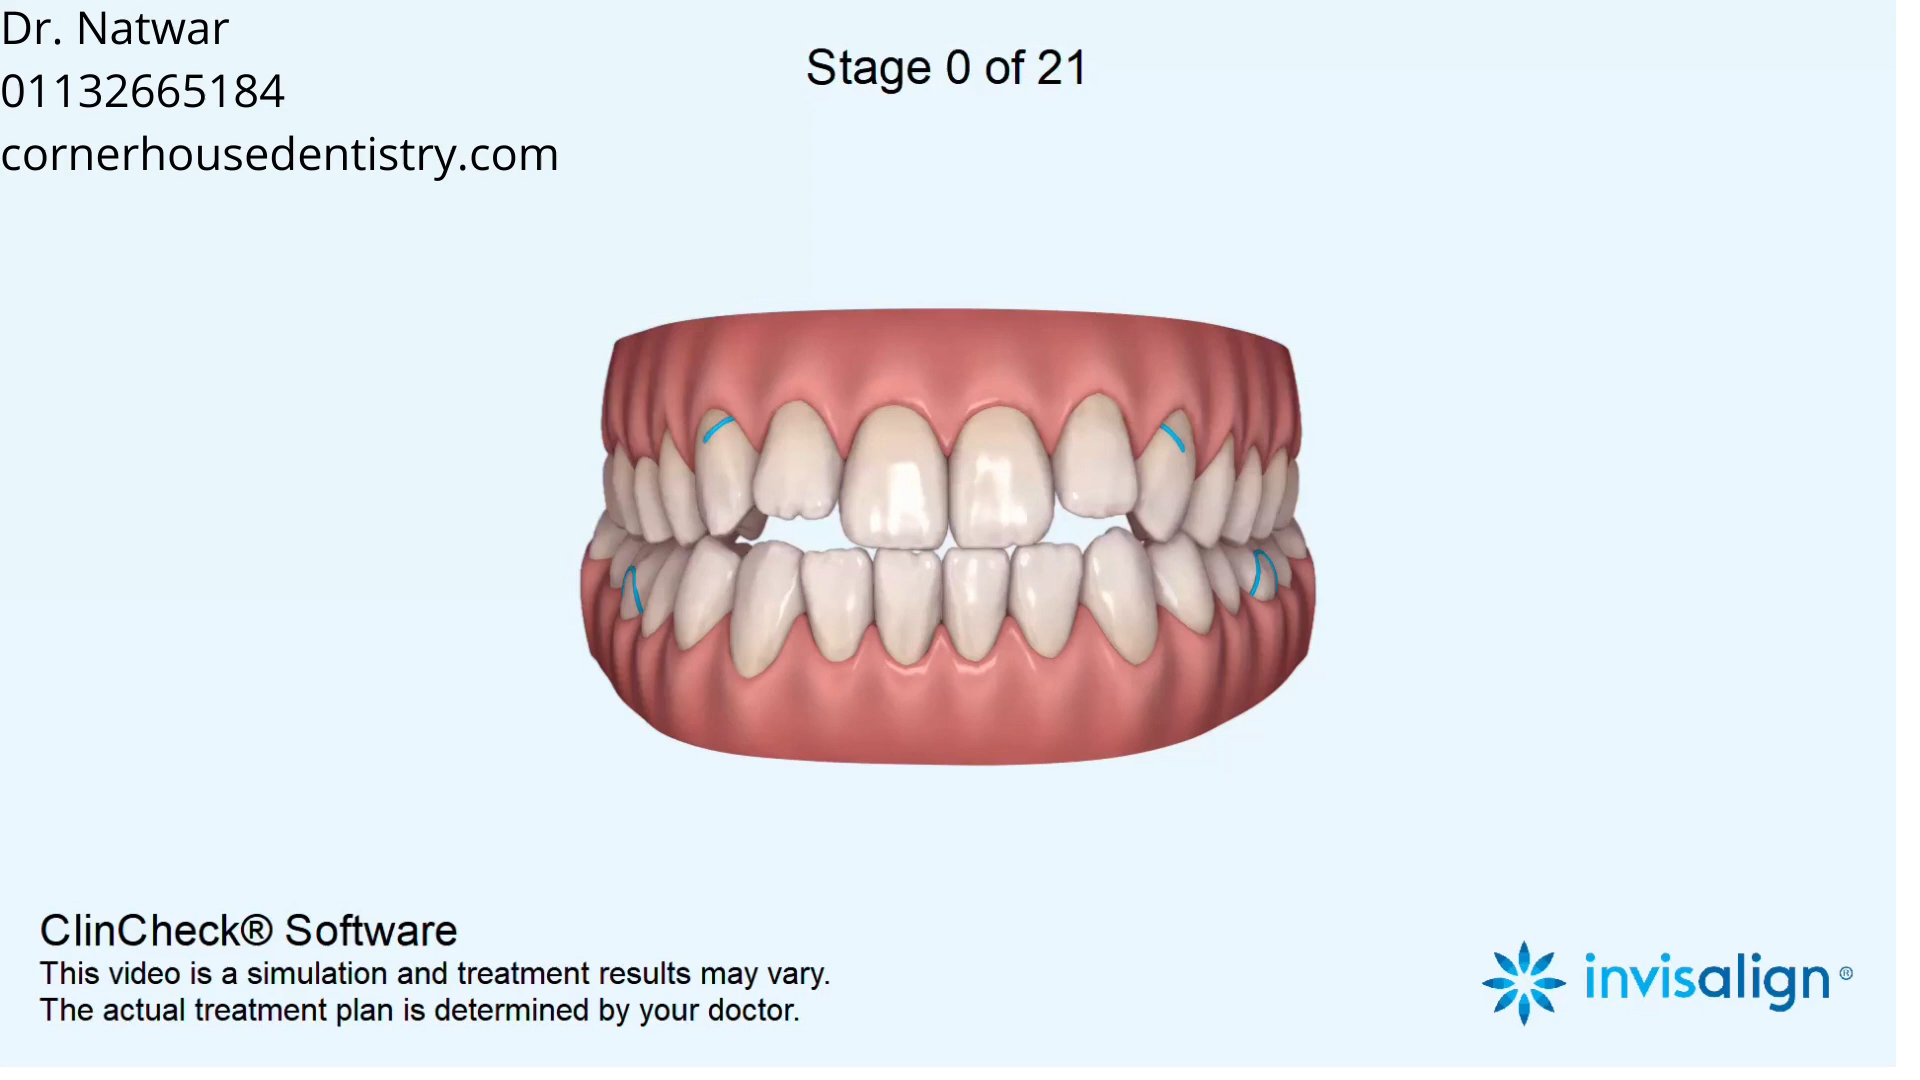 Dr. Natwar
01132665184
cornerhousedentistry.com
Stage 0 of 21
ClinCheck® Software
This video is a simulation and treatment results may vary.
The actual treatment plan is determined by your doctor.
invisalign®